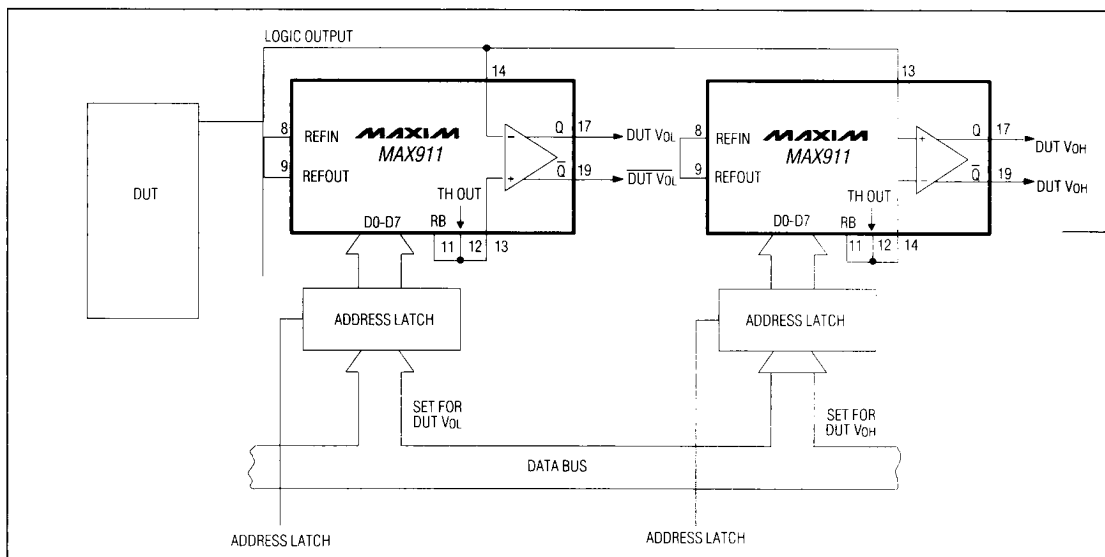 LOGIC OUTPUT
14
13
8 REFIN
MAXIM
MAX911
9 REFOUT
TH OUT
D0-D7
RB
11 12 13
−
+
Q 17
DUT VOL
Q̅ 19
D̅U̅T̅ V̅O̅L̅
8 REFIN
MAXIM
MAX911
9 REFOUT
TH OUT
D0-D7
RB
11 12 14
+
−
Q 17
DUT VOH
Q̅ 19
DUT VOH
DUT
ADDRESS LATCH
ADDRESS LATCH
SET FOR
DUT VOL
SET FOR
DUT VOH
DATA BUS
ADDRESS LATCH
ADDRESS LATCH